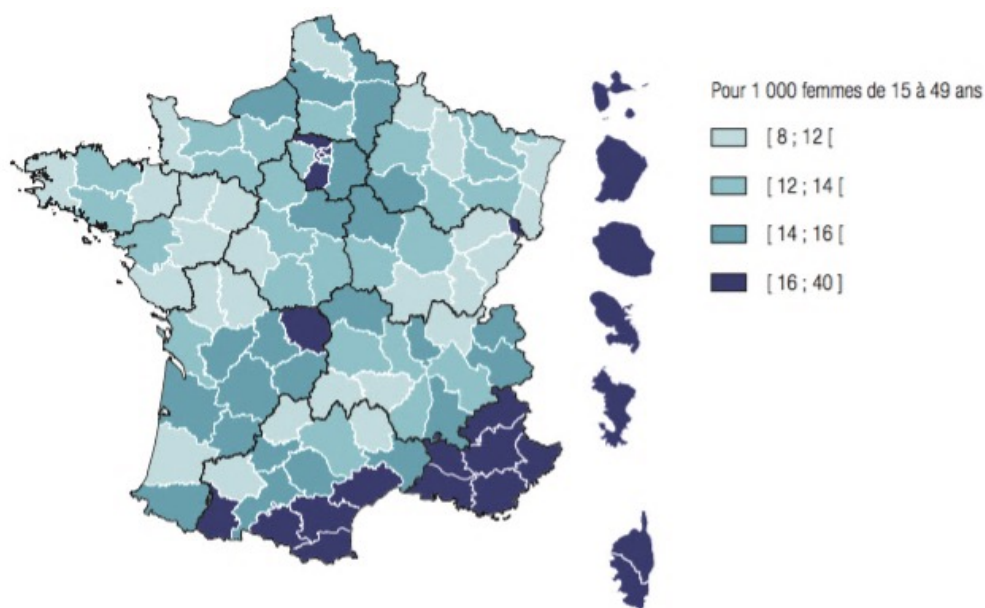 Pour 1 000 femmes de 15 à 49 ans
[ 8 ; 12 [
[ 12 ; 14 [
[ 14 ; 16 [
[ 16 ; 40 ]